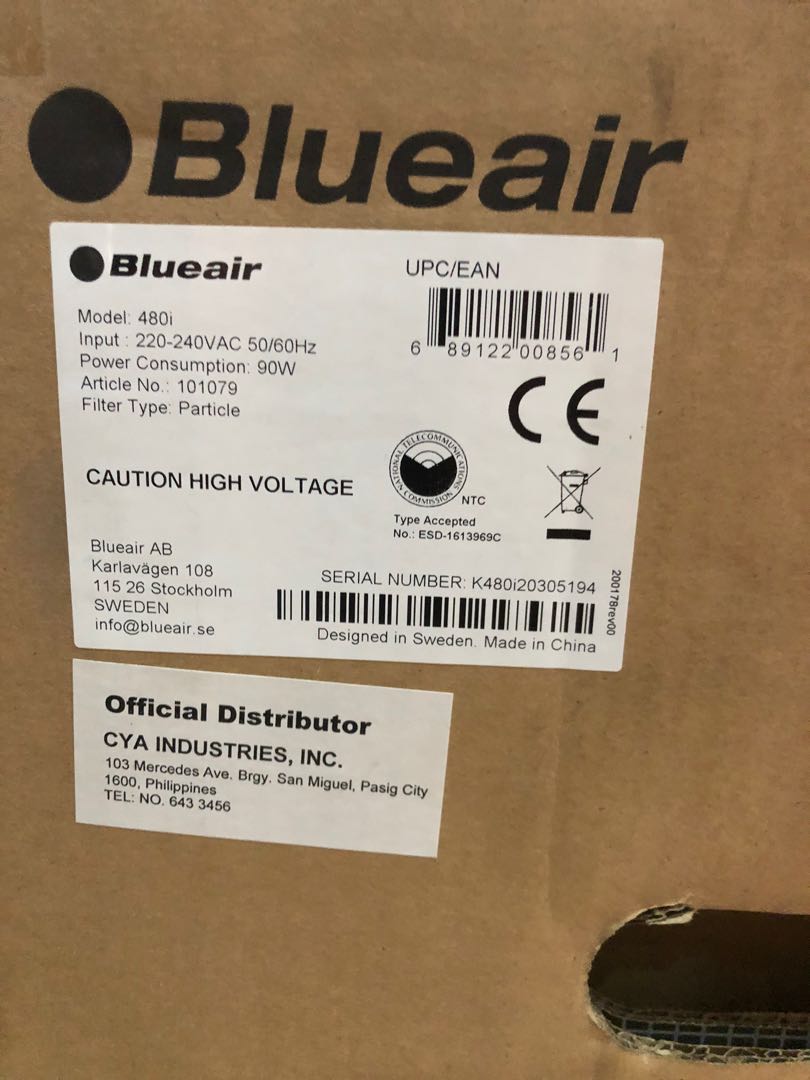 Blueair
Blueair
UPC/EAN
6 89122 00856 1
Model: 480i
Input : 220-240VAC 50/60Hz
Power Consumption: 90W
Article No.: 101079
Filter Type: Particle
CE
CAUTION HIGH VOLTAGE
NATIONAL TELECOMMUNICATIONS COMMISSION
NTC
Type Accepted
No.: ESD-1613969C
Blueair AB
Karlavägen 108
115 26 Stockholm
SWEDEN
info@blueair.se
SERIAL NUMBER: K480i20305194
Designed in Sweden. Made in China
200178rev00
Official Distributor
CYA INDUSTRIES, INC.
103 Mercedes Ave. Brgy. San Miguel, Pasig City
1600, Philippines
TEL: NO. 643 3456